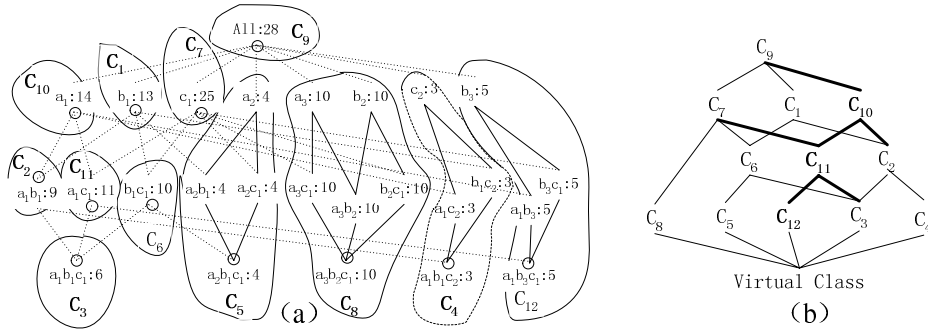 All:28 C₉
C₁₀ C₁ C₇
a₁:14 b₁:13 c₁:25 a₂:4 a₃:10 b₂:10 c₂:3 b₃:5
C₂ C₁₁
a₁b₁:9 a₁c₁:11 b₁c₁:10 a₂b₁:4 a₂c₁:4 a₃c₁:10 a₃b₂:10 b₂c₁:10 a₁c₂:3 b₁c₂:3 a₁b₃:5 b₃c₁:5
C₆
a₁b₁c₁:6 a₂b₁c₁:4 a₃b₂c₁:10 a₁b₁c₂:3 a₁b₃c₁:5
C₃ C₅ (a) C₈ C₄ C₁₂
C₉
C₇ C₁ C₁₀
C₆ C₁₁ C₂
C₈ C₅ C₁₂ C₃ C₄
Virtual Class
(b)